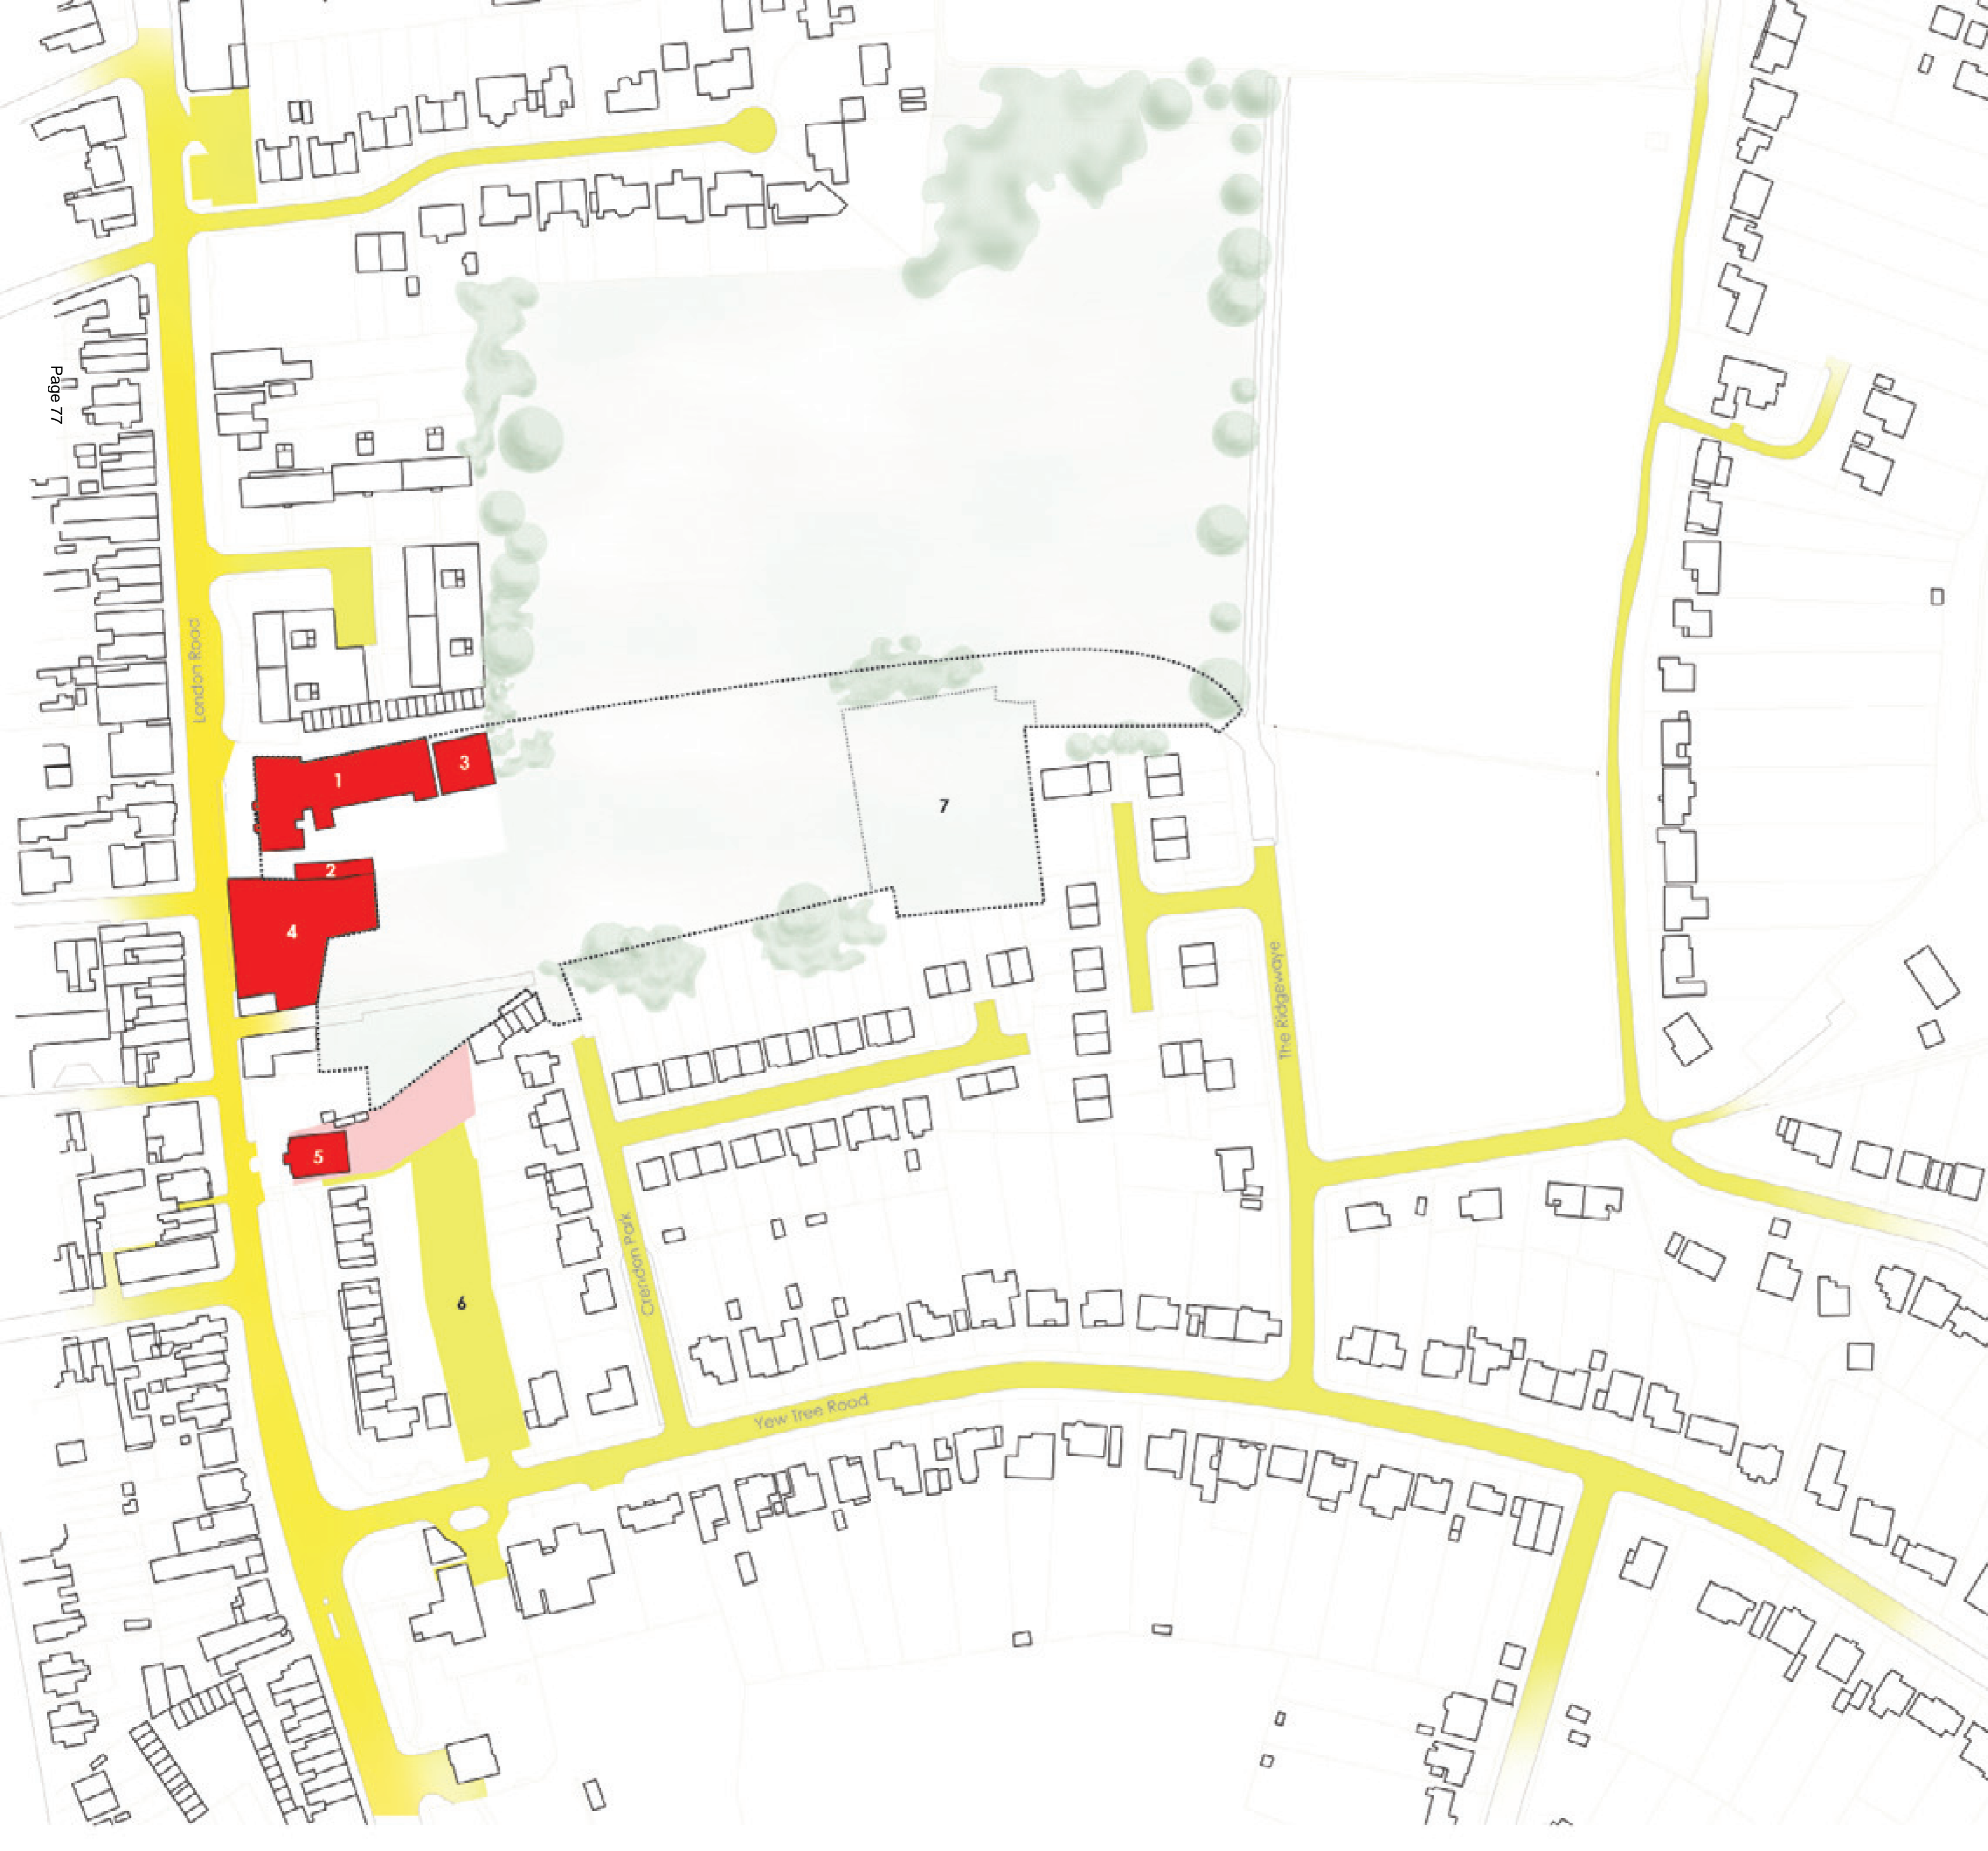 Page 77
London Road
1
3
2
4
7
5
6
The Ridgewaye
Crendon Park
Yew Tree Road